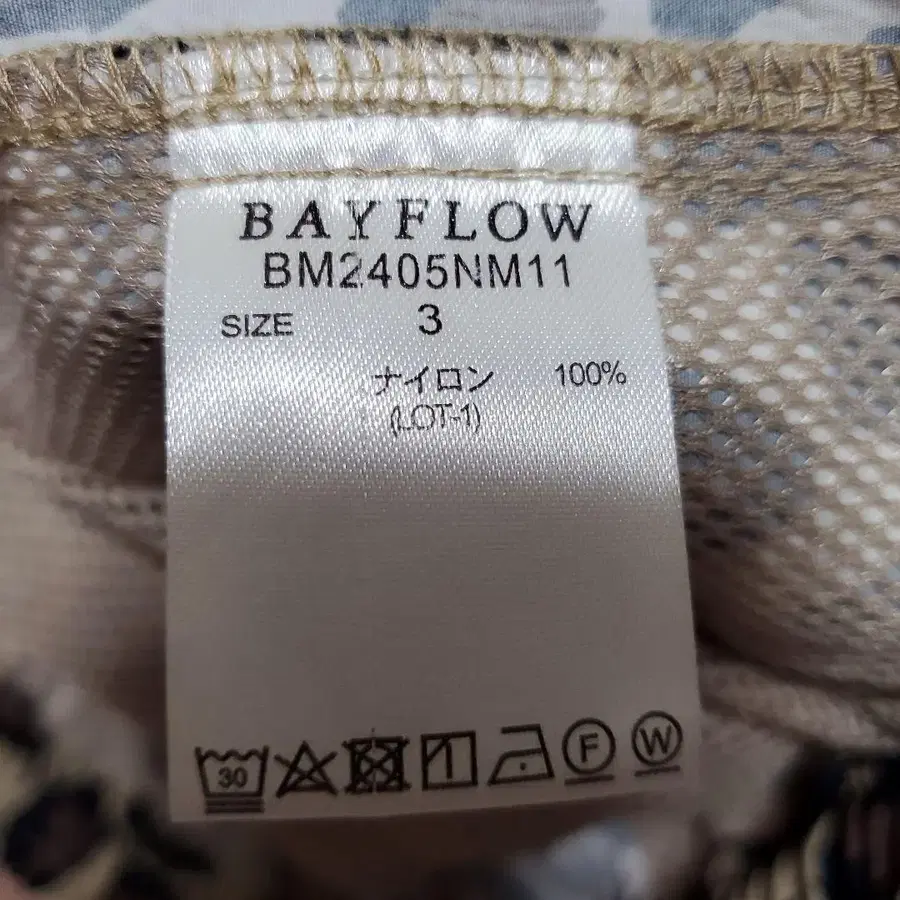 BAYFLOW
BM2405NM11
SIZE 3
ナイロン 100%
(LOT-1)
30 F W